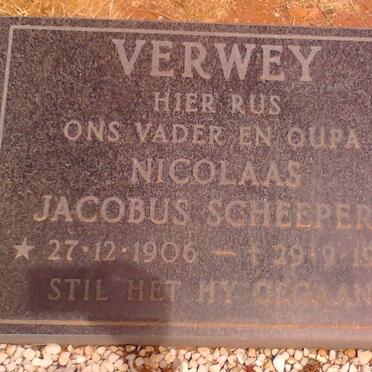 VERWEY
HIER RUS
ONS VADER EN OUPA
NICOLAAS
JACOBUS SCHEEPER
★ 27·12·1906 — † 29·9·19
STIL HET HY GEGAAN